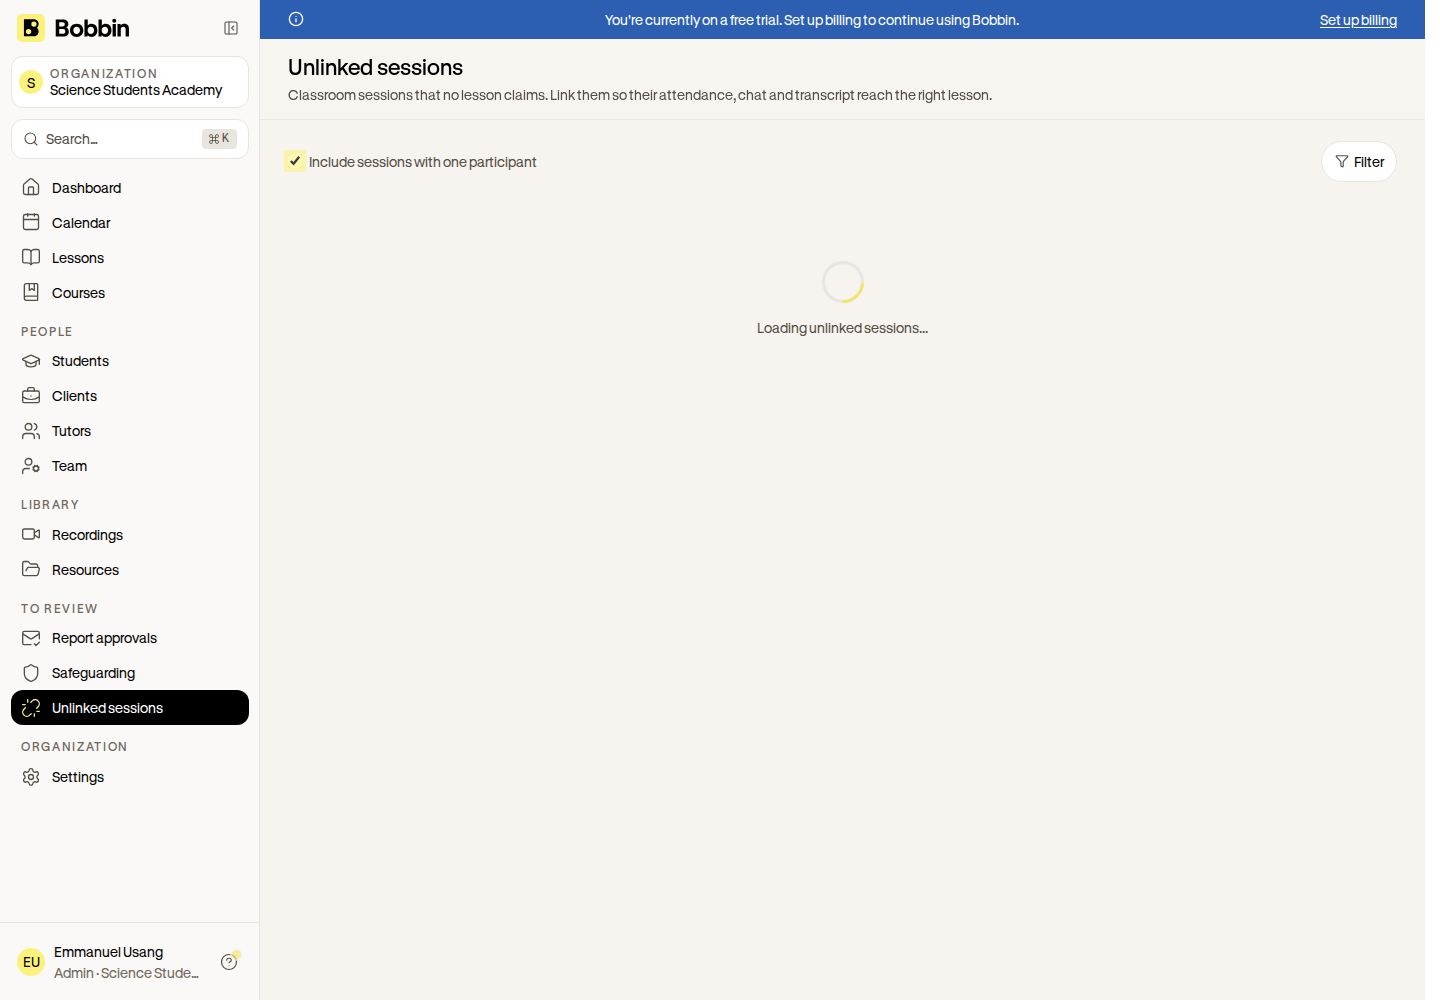 Bobbin
ORGANIZATION
S
Science Students Academy
Search...
⌘ K
Dashboard
Calendar
Lessons
Courses
PEOPLE
Students
Clients
Tutors
Team
LIBRARY
Recordings
Resources
TO REVIEW
Report approvals
Safeguarding
Unlinked sessions
ORGANIZATION
Settings
EU
Emmanuel Usang
Admin · Science Stude...
You're currently on a free trial. Set up billing to continue using Bobbin.
Set up billing
Unlinked sessions
Classroom sessions that no lesson claims. Link them so their attendance, chat and transcript reach the right lesson.
Include sessions with one participant
Filter
Loading unlinked sessions...